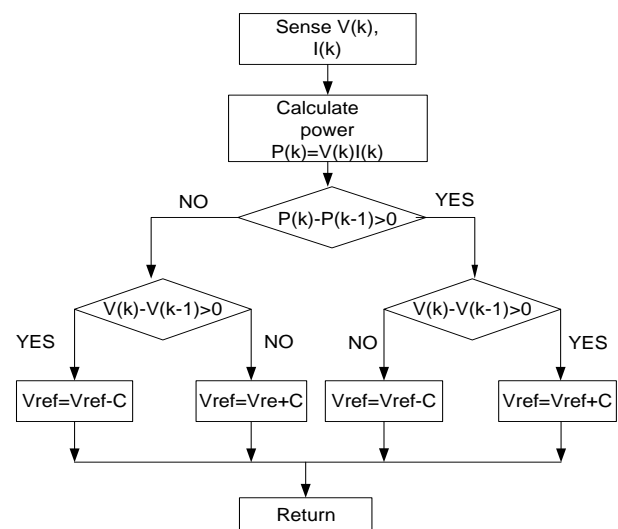 Sense V(k),
I(k)
Calculate
power
P(k)=V(k)I(k)
NO
P(k)-P(k-1)>0
YES
V(k)-V(k-1)>0
V(k)-V(k-1)>0
YES
NO
NO
YES
Vref=Vref-C
Vref=Vre+C
Vref=Vref-C
Vref=Vref+C
Return